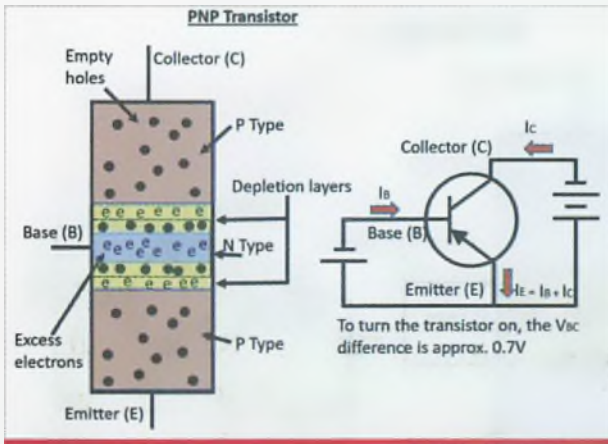 PNP Transistor
Empty
holes
Collector (C)
P Type
Depletion layers
e e e e e e
Base (B)
N Type
e e e e e e e
e e e e e e
Excess
electrons
P Type
Emitter (E)
Collector (C)
IC
IB
Base (B)
Emitter (E)
IE = IB + IC
To turn the transistor on, the VBC
difference is approx. 0.7V